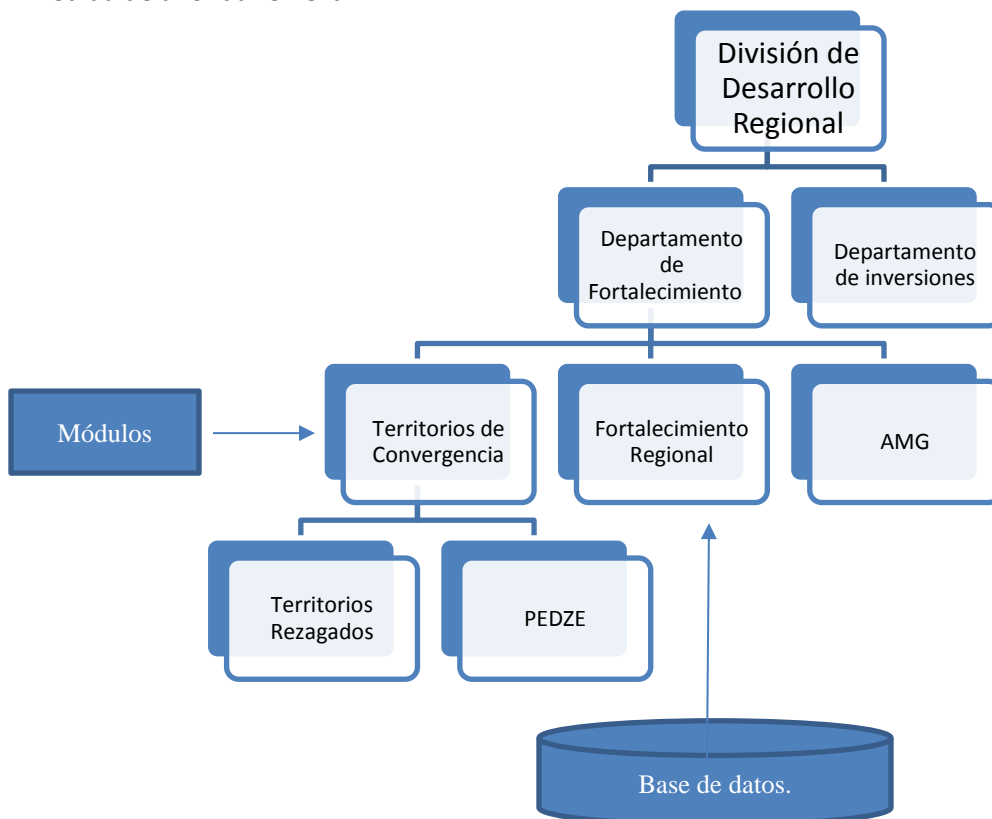 División de
Desarrollo
Regional
Departamento
de
Fortalecimiento
Departamento
de inversiones
Módulos
Territorios de
Convergencia
Fortalecimiento
Regional
AMG
Territorios
Rezagados
PEDZE
Base de datos.